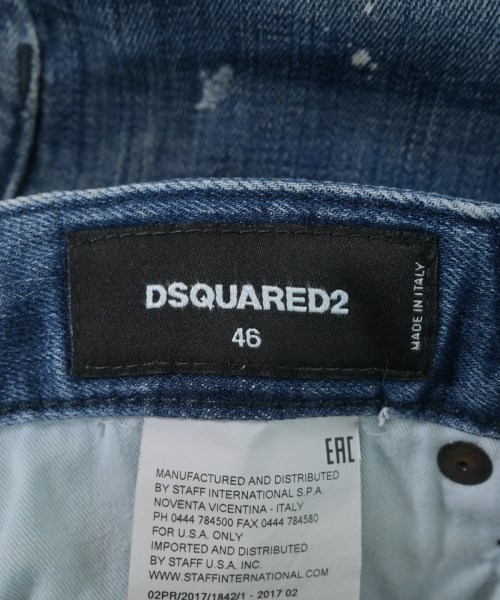 DSQUARED2
46
MADE IN ITALY
EAC
MANUFACTURED AND DISTRIBUTED
BY STAFF INTERNATIONAL S.P.A.
NOVENTA VICENTINA - ITALY
PH 0444 784500 FAX 0444 784580
FOR U.S.A. ONLY
IMPORTED AND DISTRIBUTED
BY STAFF U.S.A. INC.
WWW.STAFFINTERNATIONAL.COM
02PR/2017/1842/1 - 2017 02